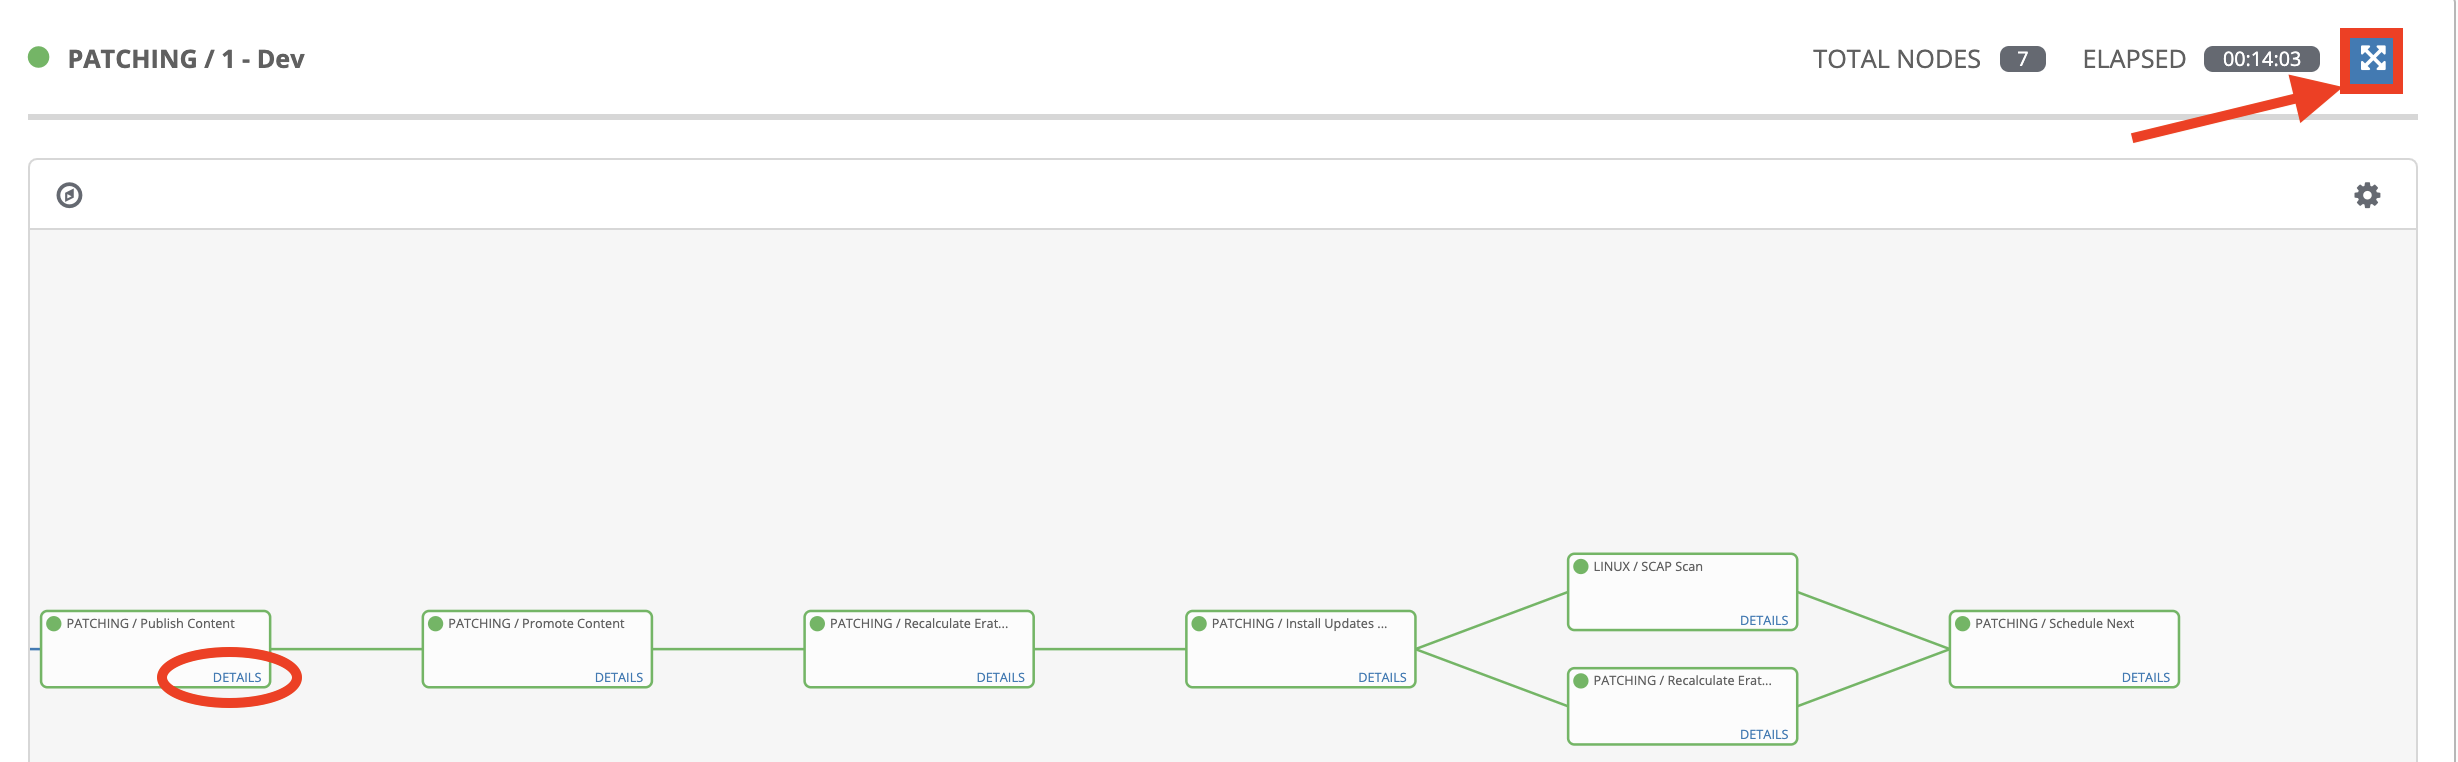 PATCHING / 1 - Dev
TOTAL NODES 7 ELAPSED 00:14:03
PATCHING / Publish Content
DETAILS
PATCHING / Promote Content
DETAILS
PATCHING / Recalculate Erat...
DETAILS
PATCHING / Install Updates ...
DETAILS
LINUX / SCAP Scan
DETAILS
PATCHING / Recalculate Erat...
DETAILS
PATCHING / Schedule Next
DETAILS